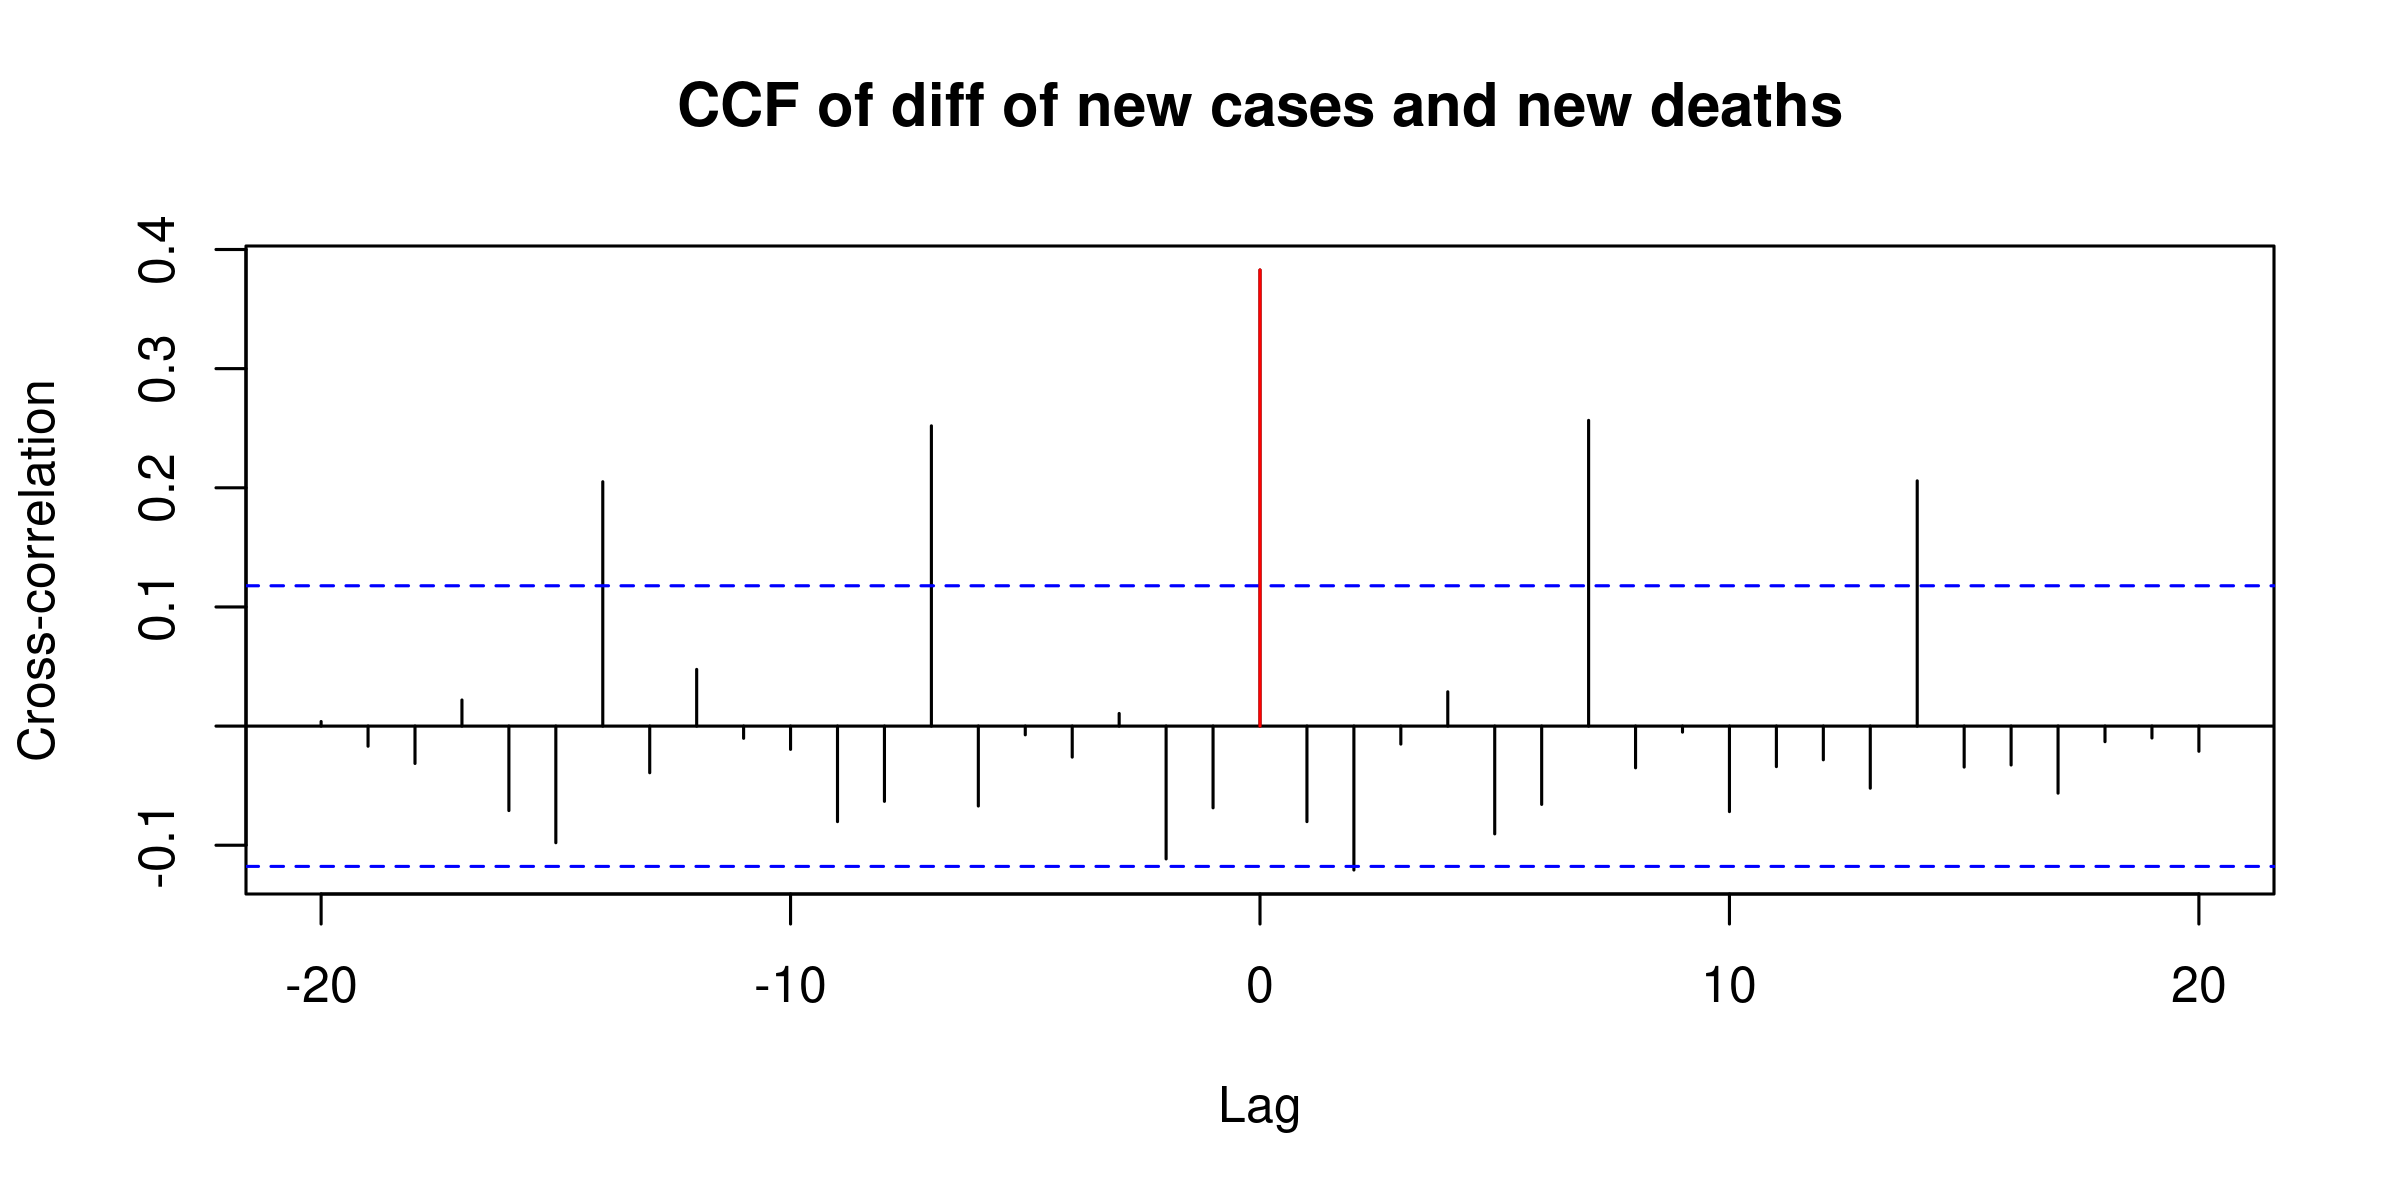 CCF of diff of new cases and new deaths
Cross-correlation
0.4
0.3
0.2
0.1
-0.1
-20 -10 0 10 20
Lag